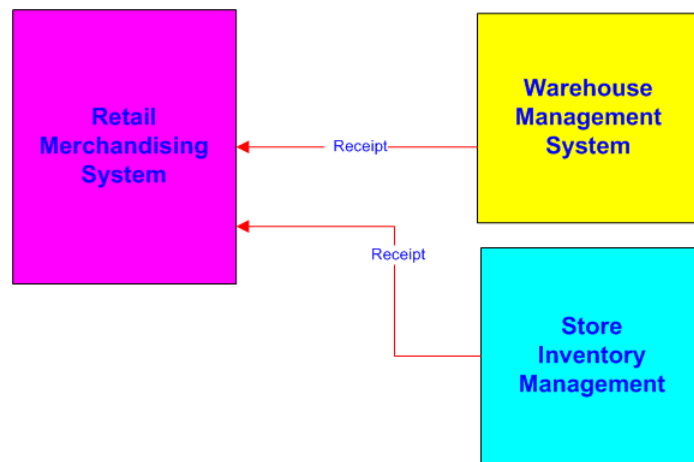 Retail
Merchandising
System
Warehouse
Management
System
Receipt
Receipt
Store
Inventory
Management